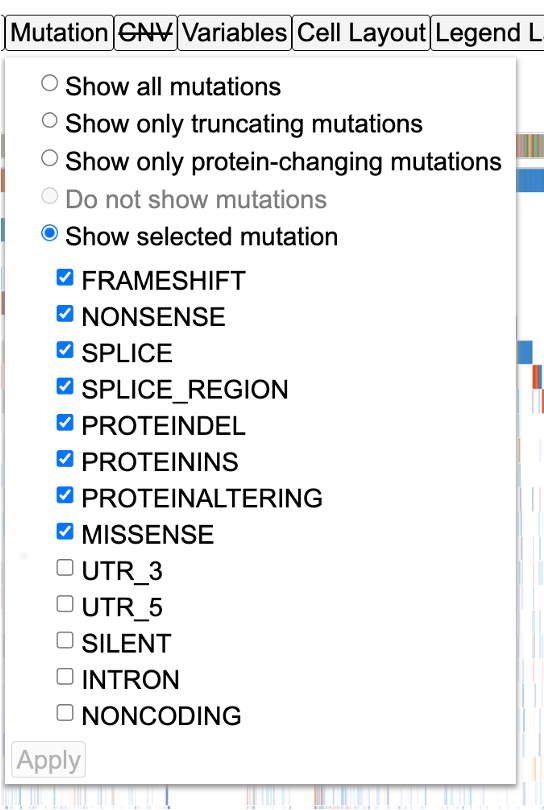 Mutation CNV Variables Cell Layout Legend L
Show all mutations
Show only truncating mutations
Show only protein-changing mutations
Do not show mutations
Show selected mutation
FRAMESHIFT
NONSENSE
SPLICE
SPLICE_REGION
PROTEINDEL
PROTEININS
PROTEINALTERING
MISSENSE
UTR_3
UTR_5
SILENT
INTRON
NONCODING
Apply